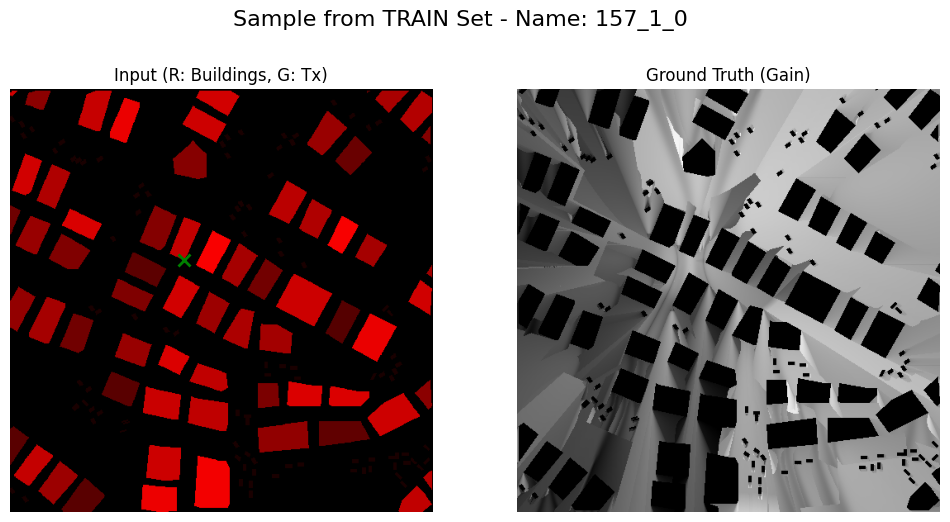 Sample from TRAIN Set - Name: 157_1_0
Input (R: Buildings, G: Tx)
Ground Truth (Gain)